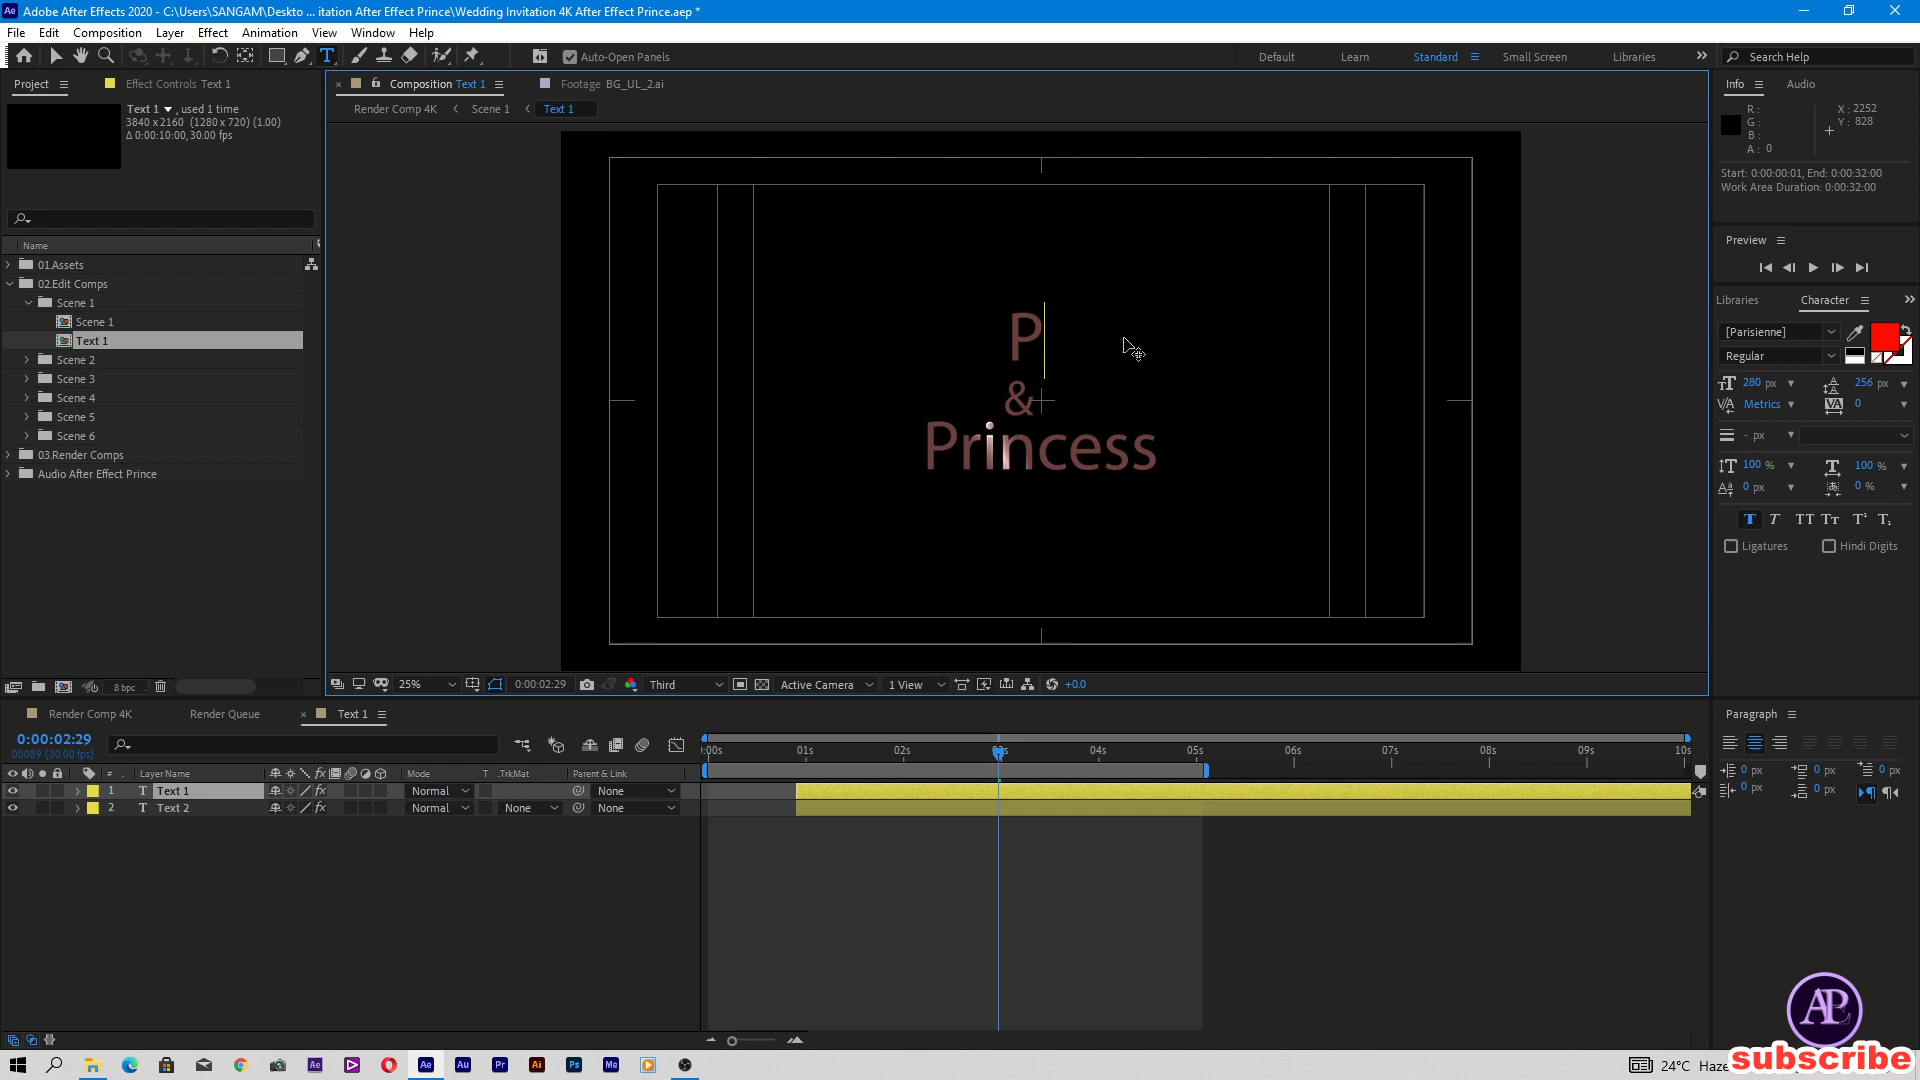 Adobe After Effects 2020 - C:\Users\SANGAM\Deskto ... itation After Effect Prince\Wedding Invitation 4K After Effect Prince.aep *
File Edit Composition Layer Effect Animation View Window Help
Auto-Open Panels Default Learn Standard Small Screen Libraries Search Help
Project Effect Controls Text 1
Composition Text 1 Footage BG_UL_2.ai
Info Audio
Text 1 , used 1 time
3840 x 2160 (1280 x 720) (1.00)
Δ 0:00:10:00, 30.00 fps
Render Comp 4K Scene 1 Text 1
R :
G :
B :
A : 0
X : 2252
Y : 828
Start: 0:00:00:01, End: 0:00:32:00
Work Area Duration: 0:00:32:00
Name
01.Assets
02.Edit Comps
Scene 1
Scene 1
Text 1
Scene 2
Scene 3
Scene 4
Scene 5
Scene 6
03.Render Comps
Audio After Effect Prince
P
&
Princess
Preview
Libraries Character
[Parisienne]
Regular
280 px 256 px
Metrics 0
- px
100 % 100 %
0 px 0 %
T T TT Tr T¹ T₁
Ligatures Hindi Digits
8 bpc
25% 0:00:02:29 Third Active Camera 1 View +0.0
Render Comp 4K Render Queue Text 1
0:00:02:29
00089 (30.00 fps)
):00s 01s 02s 03s 04s 05s 06s 07s 08s 09s 10s
# Layer Name Mode T .TrkMat Parent & Link
1 T Text 1 Normal None
2 T Text 2 Normal None None
Paragraph
0 px 0 px 0 px
0 px 0 px
AP
Ae Ae Au Pr Ai Ps Me
24°C Haze
subscribe